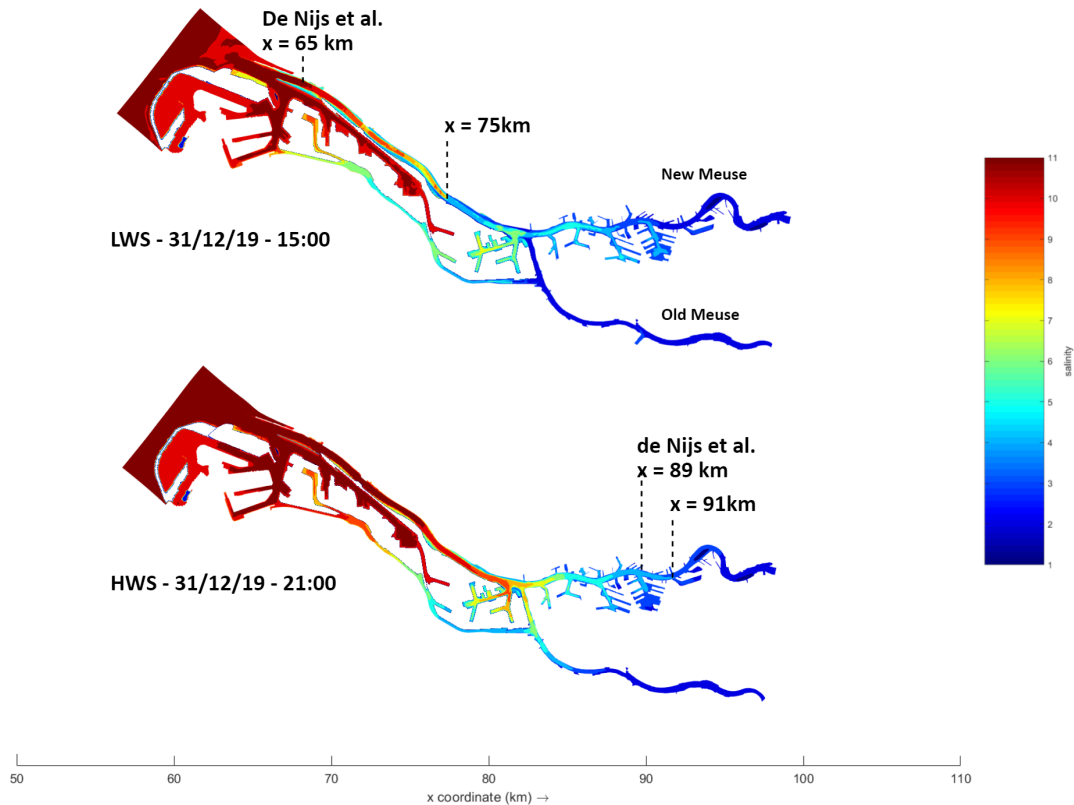 De Nijs et al.
x = 65 km
x = 75km
New Meuse
LWS - 31/12/19 - 15:00
Old Meuse
11
10
9
8
7
6
5
4
3
2
1
salinity
de Nijs et al.
x = 89 km
x = 91km
HWS - 31/12/19 - 21:00
50 60 70 80 90 100 110
x coordinate (km) →